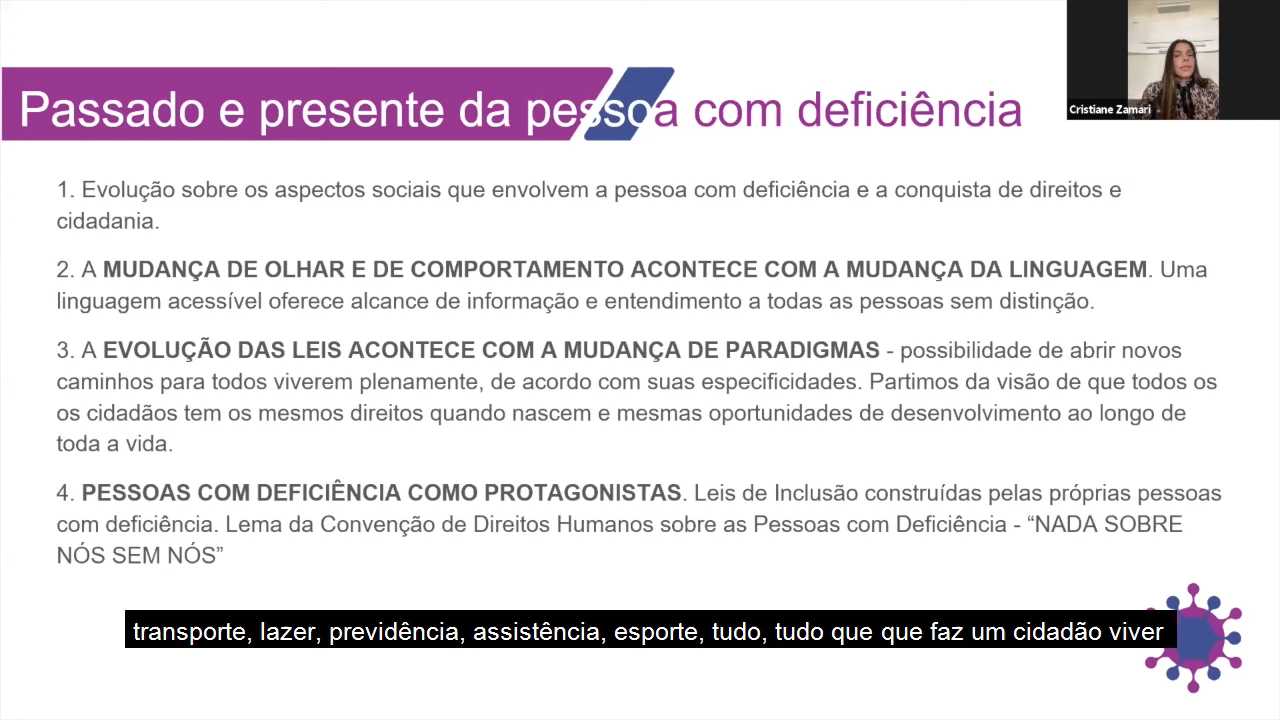 Passado e presente da pessoa com deficiência
Cristiane Zamari
1. Evolução sobre os aspectos sociais que envolvem a pessoa com deficiência e a conquista de direitos e
cidadania.
2. A MUDANÇA DE OLHAR E DE COMPORTAMENTO ACONTECE COM A MUDANÇA DA LINGUAGEM. Uma
linguagem acessível oferece alcance de informação e entendimento a todas as pessoas sem distinção.
3. A EVOLUÇÃO DAS LEIS ACONTECE COM A MUDANÇA DE PARADIGMAS - possibilidade de abrir novos
caminhos para todos viverem plenamente, de acordo com suas especificidades. Partimos da visão de que todos os
os cidadãos tem os mesmos direitos quando nascem e mesmas oportunidades de desenvolvimento ao longo de
toda a vida.
4. PESSOAS COM DEFICIÊNCIA COMO PROTAGONISTAS. Leis de Inclusão construídas pelas próprias pessoas
com deficiência. Lema da Convenção de Direitos Humanos sobre as Pessoas com Deficiência - “NADA SOBRE
NÓS SEM NÓS”
transporte, lazer, previdência, assistência, esporte, tudo, tudo que que faz um cidadão viver